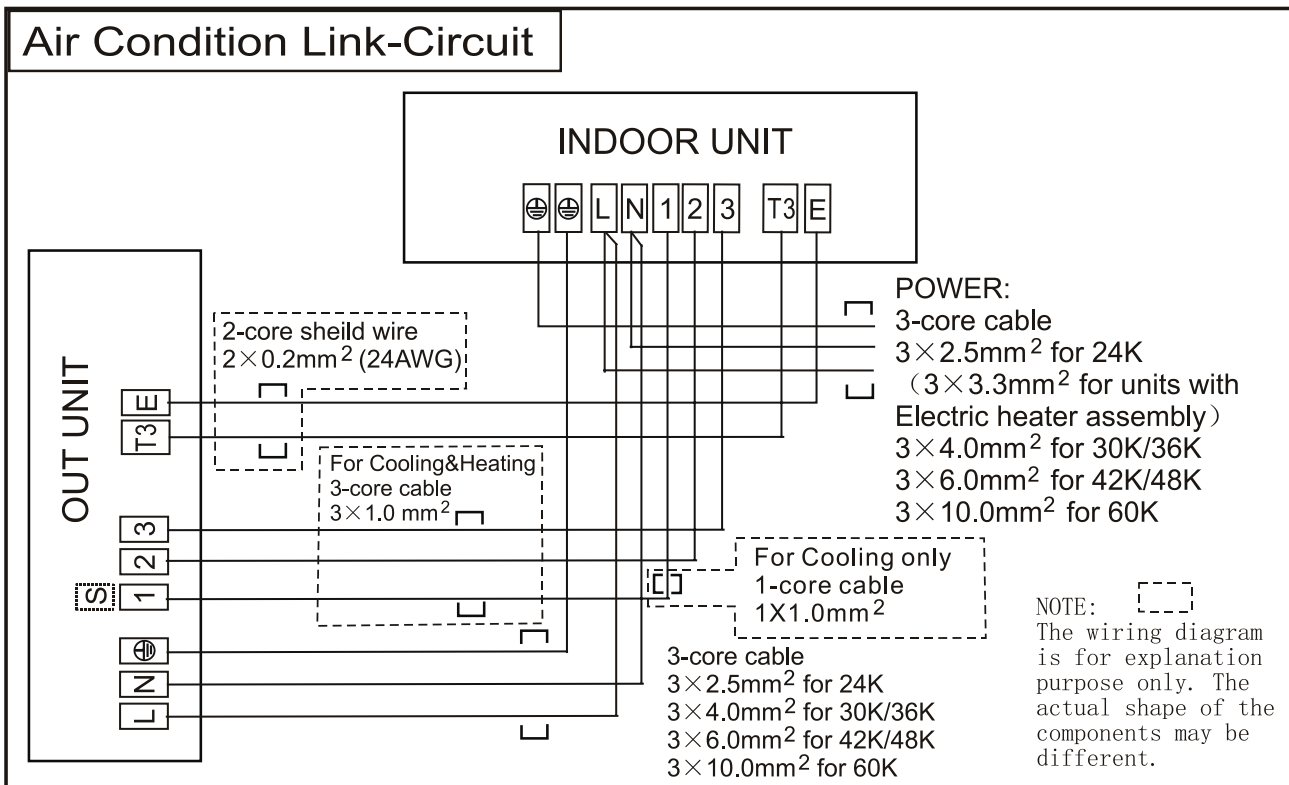 Air Condition Link-Circuit
INDOOR UNIT
L N 1 2 3 T3 E
POWER:
3-core cable
3×2.5mm² for 24K
（3×3.3mm² for units with
Electric heater assembly）
3×4.0mm² for 30K/36K
3×6.0mm² for 42K/48K
3×10.0mm² for 60K
2-core sheild wire
2×0.2mm² (24AWG)
OUT UNIT
E
T3
3
2
S 1
N
L
For Cooling&Heating
3-core cable
3×1.0 mm²
For Cooling only
1-core cable
1X1.0mm²
3-core cable
3×2.5mm² for 24K
3×4.0mm² for 30K/36K
3×6.0mm² for 42K/48K
3×10.0mm² for 60K
NOTE:
The wiring diagram
is for explanation
purpose only. The
actual shape of the
components may be
different.